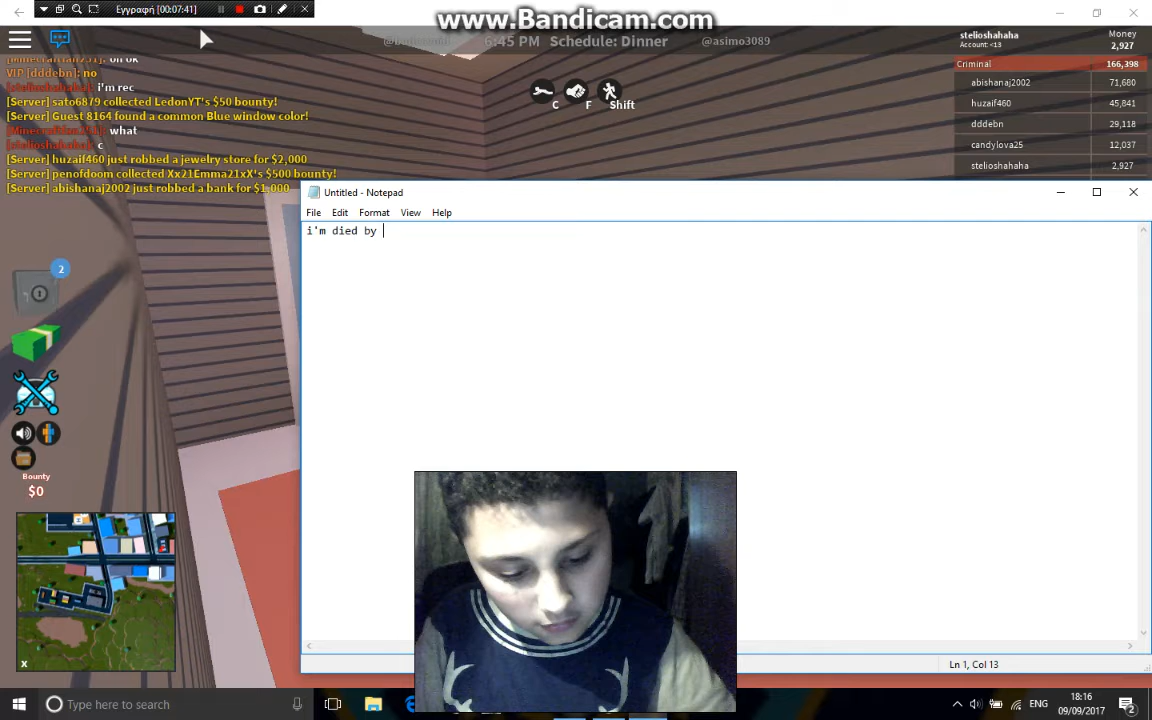 www.Bandicam.com
Εγγραφή [00:07:41]
6:45 PM Schedule: Dinner
@asimo3089
stelioshahaha
Account: <13
Money
2,927
Criminal 166,398
abishanaj2002 71,680
huzaif460 45,841
dddebn 29,118
candylova25 12,037
stelioshahaha 2,927
VIP [dddebn]: no
[stelioshahaha]: i'm rec
[Server] sato6879 collected LedonYT's $50 bounty!
[Server] Guest 8164 found a common Blue window color!
what
[stelioshahaha]: c
[Server] huzaif460 just robbed a jewelry store for $2,000
[Server] penofdoom collected Xx21Emma21xX's $500 bounty!
[Server] abishanaj2002 just robbed a bank for $1,000
C F Shift
Untitled - Notepad
File Edit Format View Help
i'm died by
2
Bounty
$0
x
Ln 1, Col 13
Type here to search
ENG
18:16
09/09/2017
2